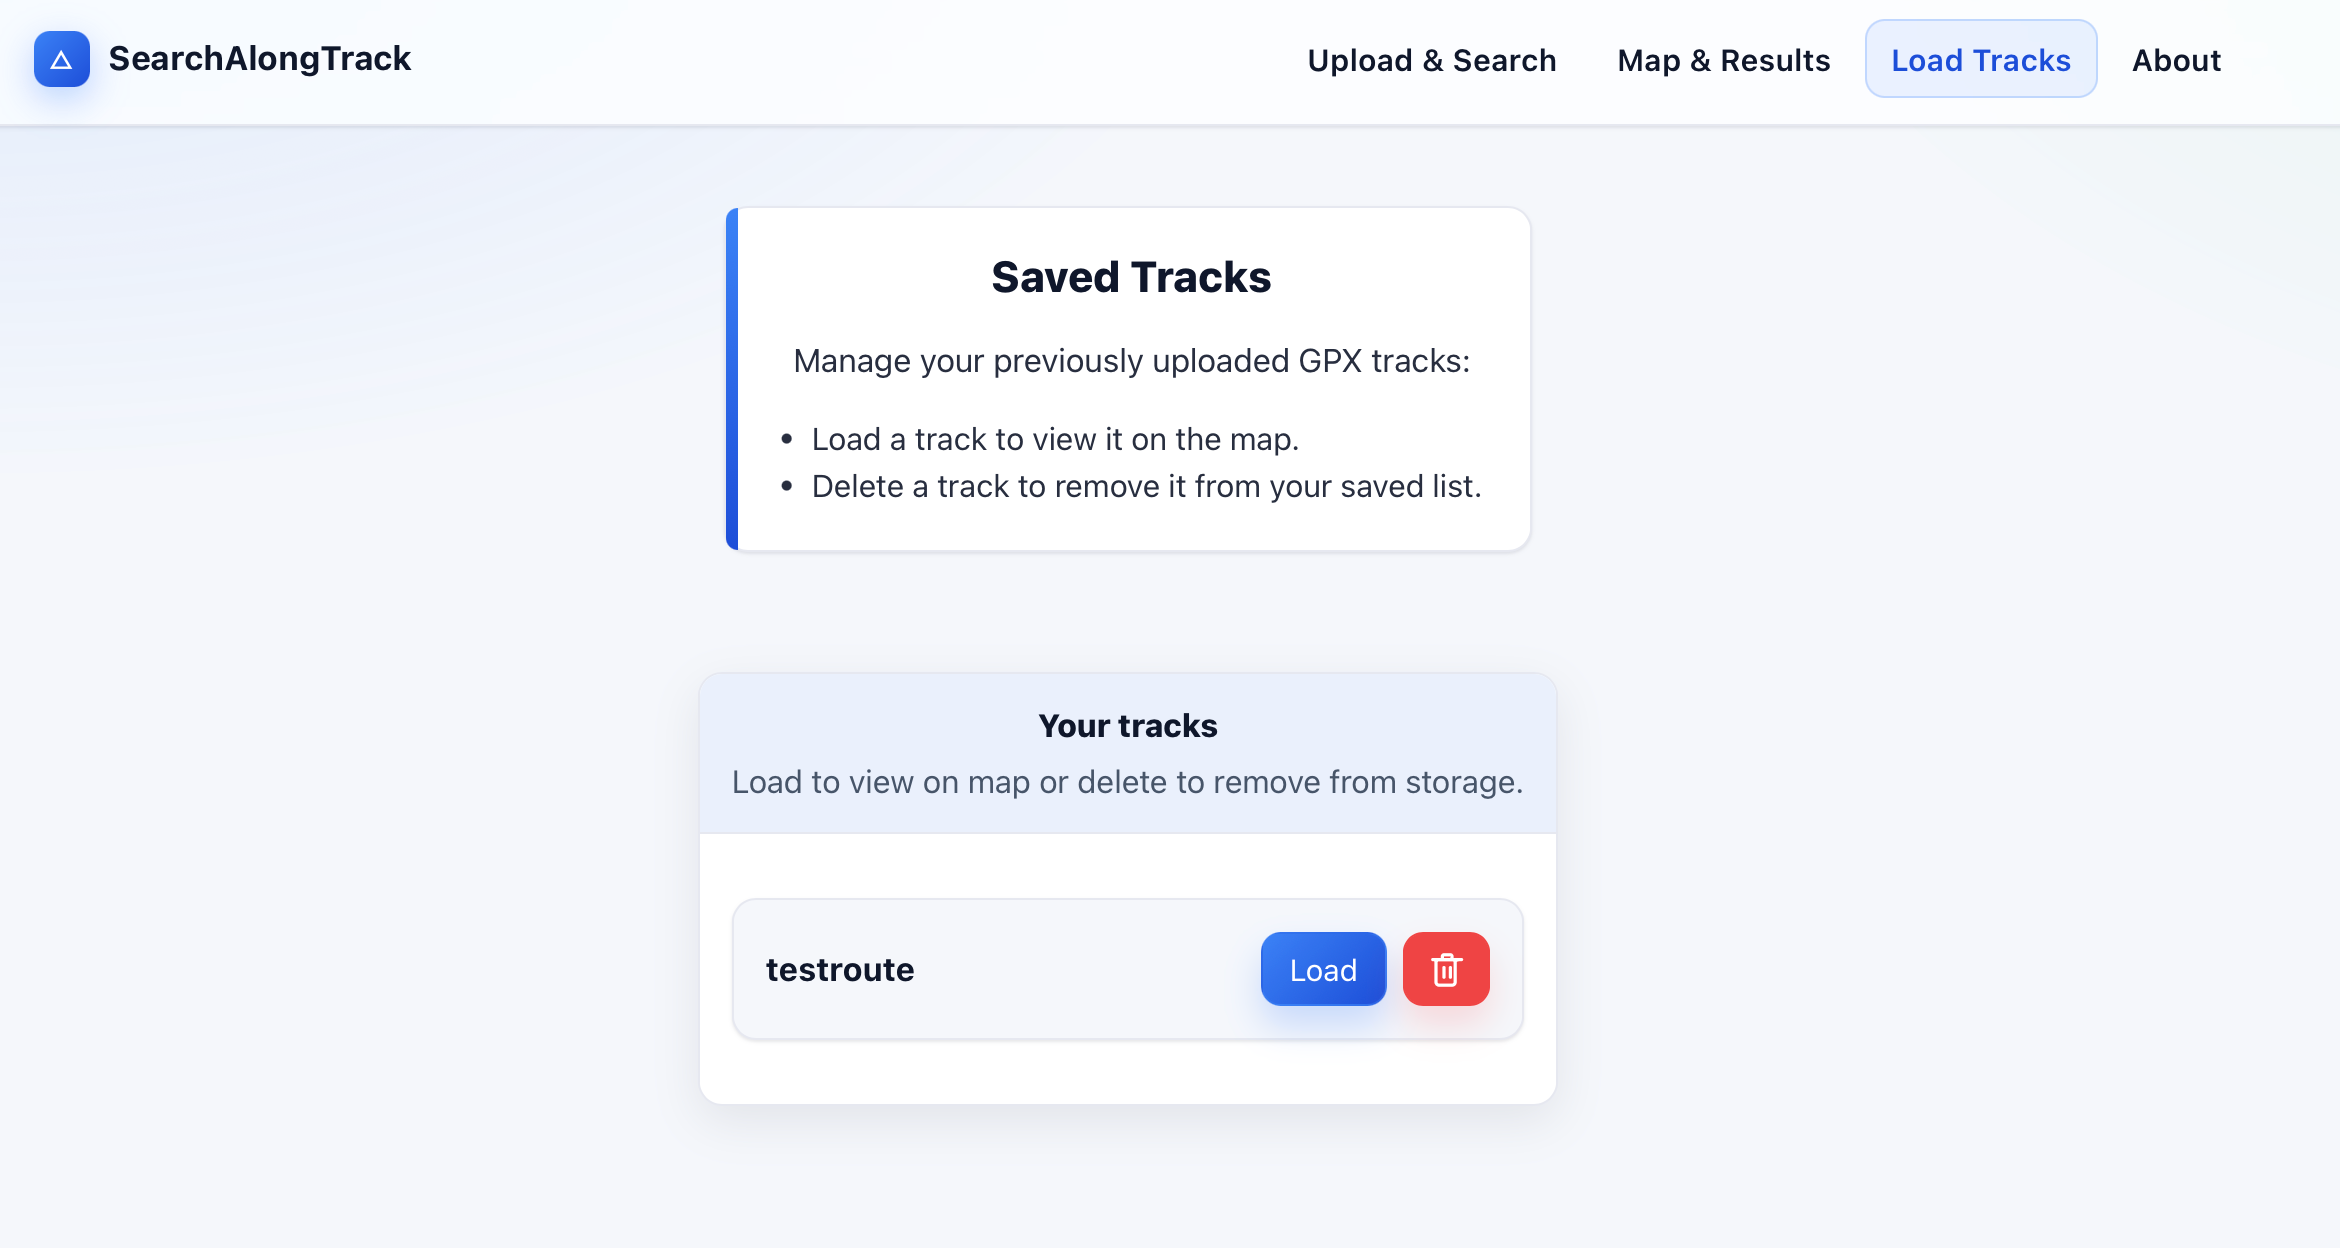 SearchAlongTrack
Upload & Search
Map & Results
Load Tracks
About
Saved Tracks
Manage your previously uploaded GPX tracks:
• Load a track to view it on the map.
• Delete a track to remove it from your saved list.
Your tracks
Load to view on map or delete to remove from storage.
testroute
Load